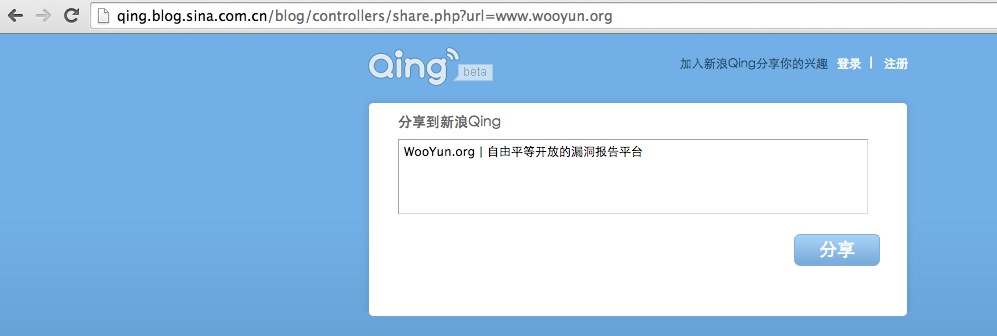 qing.blog.sina.com.cn/blog/controllers/share.php?url=www.wooyun.org
Qing beta
加入新浪Qing分享你的兴趣 登录 | 注册
分享到新浪Qing
WooYun.org | 自由平等开放的漏洞报告平台
分享